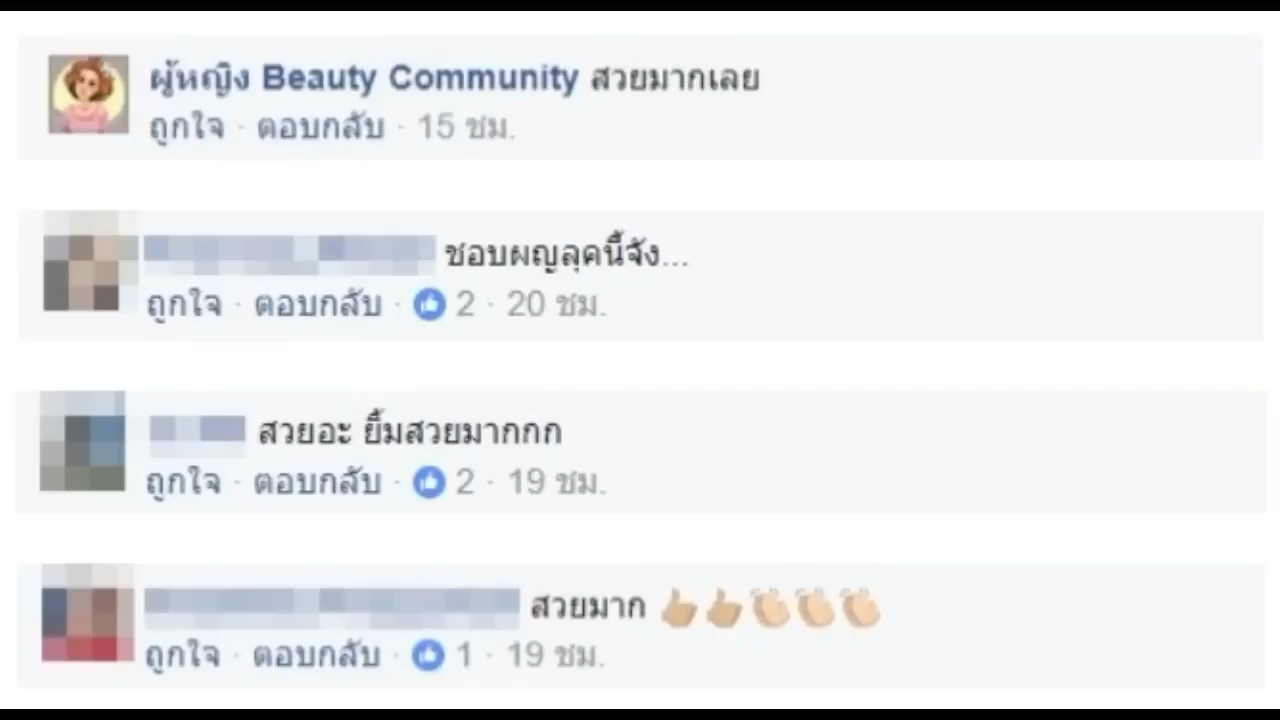 ผู้หญิง Beauty Community สวยมากเลย
ถูกใจ · ตอบกลับ · 15 ชม.
ชอบผญลุคนี้จัง...
ถูกใจ · ตอบกลับ · 2 · 20 ชม.
สวยอะ ยิ้มสวยมากกก
ถูกใจ · ตอบกลับ · 2 · 19 ชม.
สวยมาก 👍🏼👍🏼👏🏼👏🏼👏🏼
ถูกใจ · ตอบกลับ · 1 · 19 ชม.